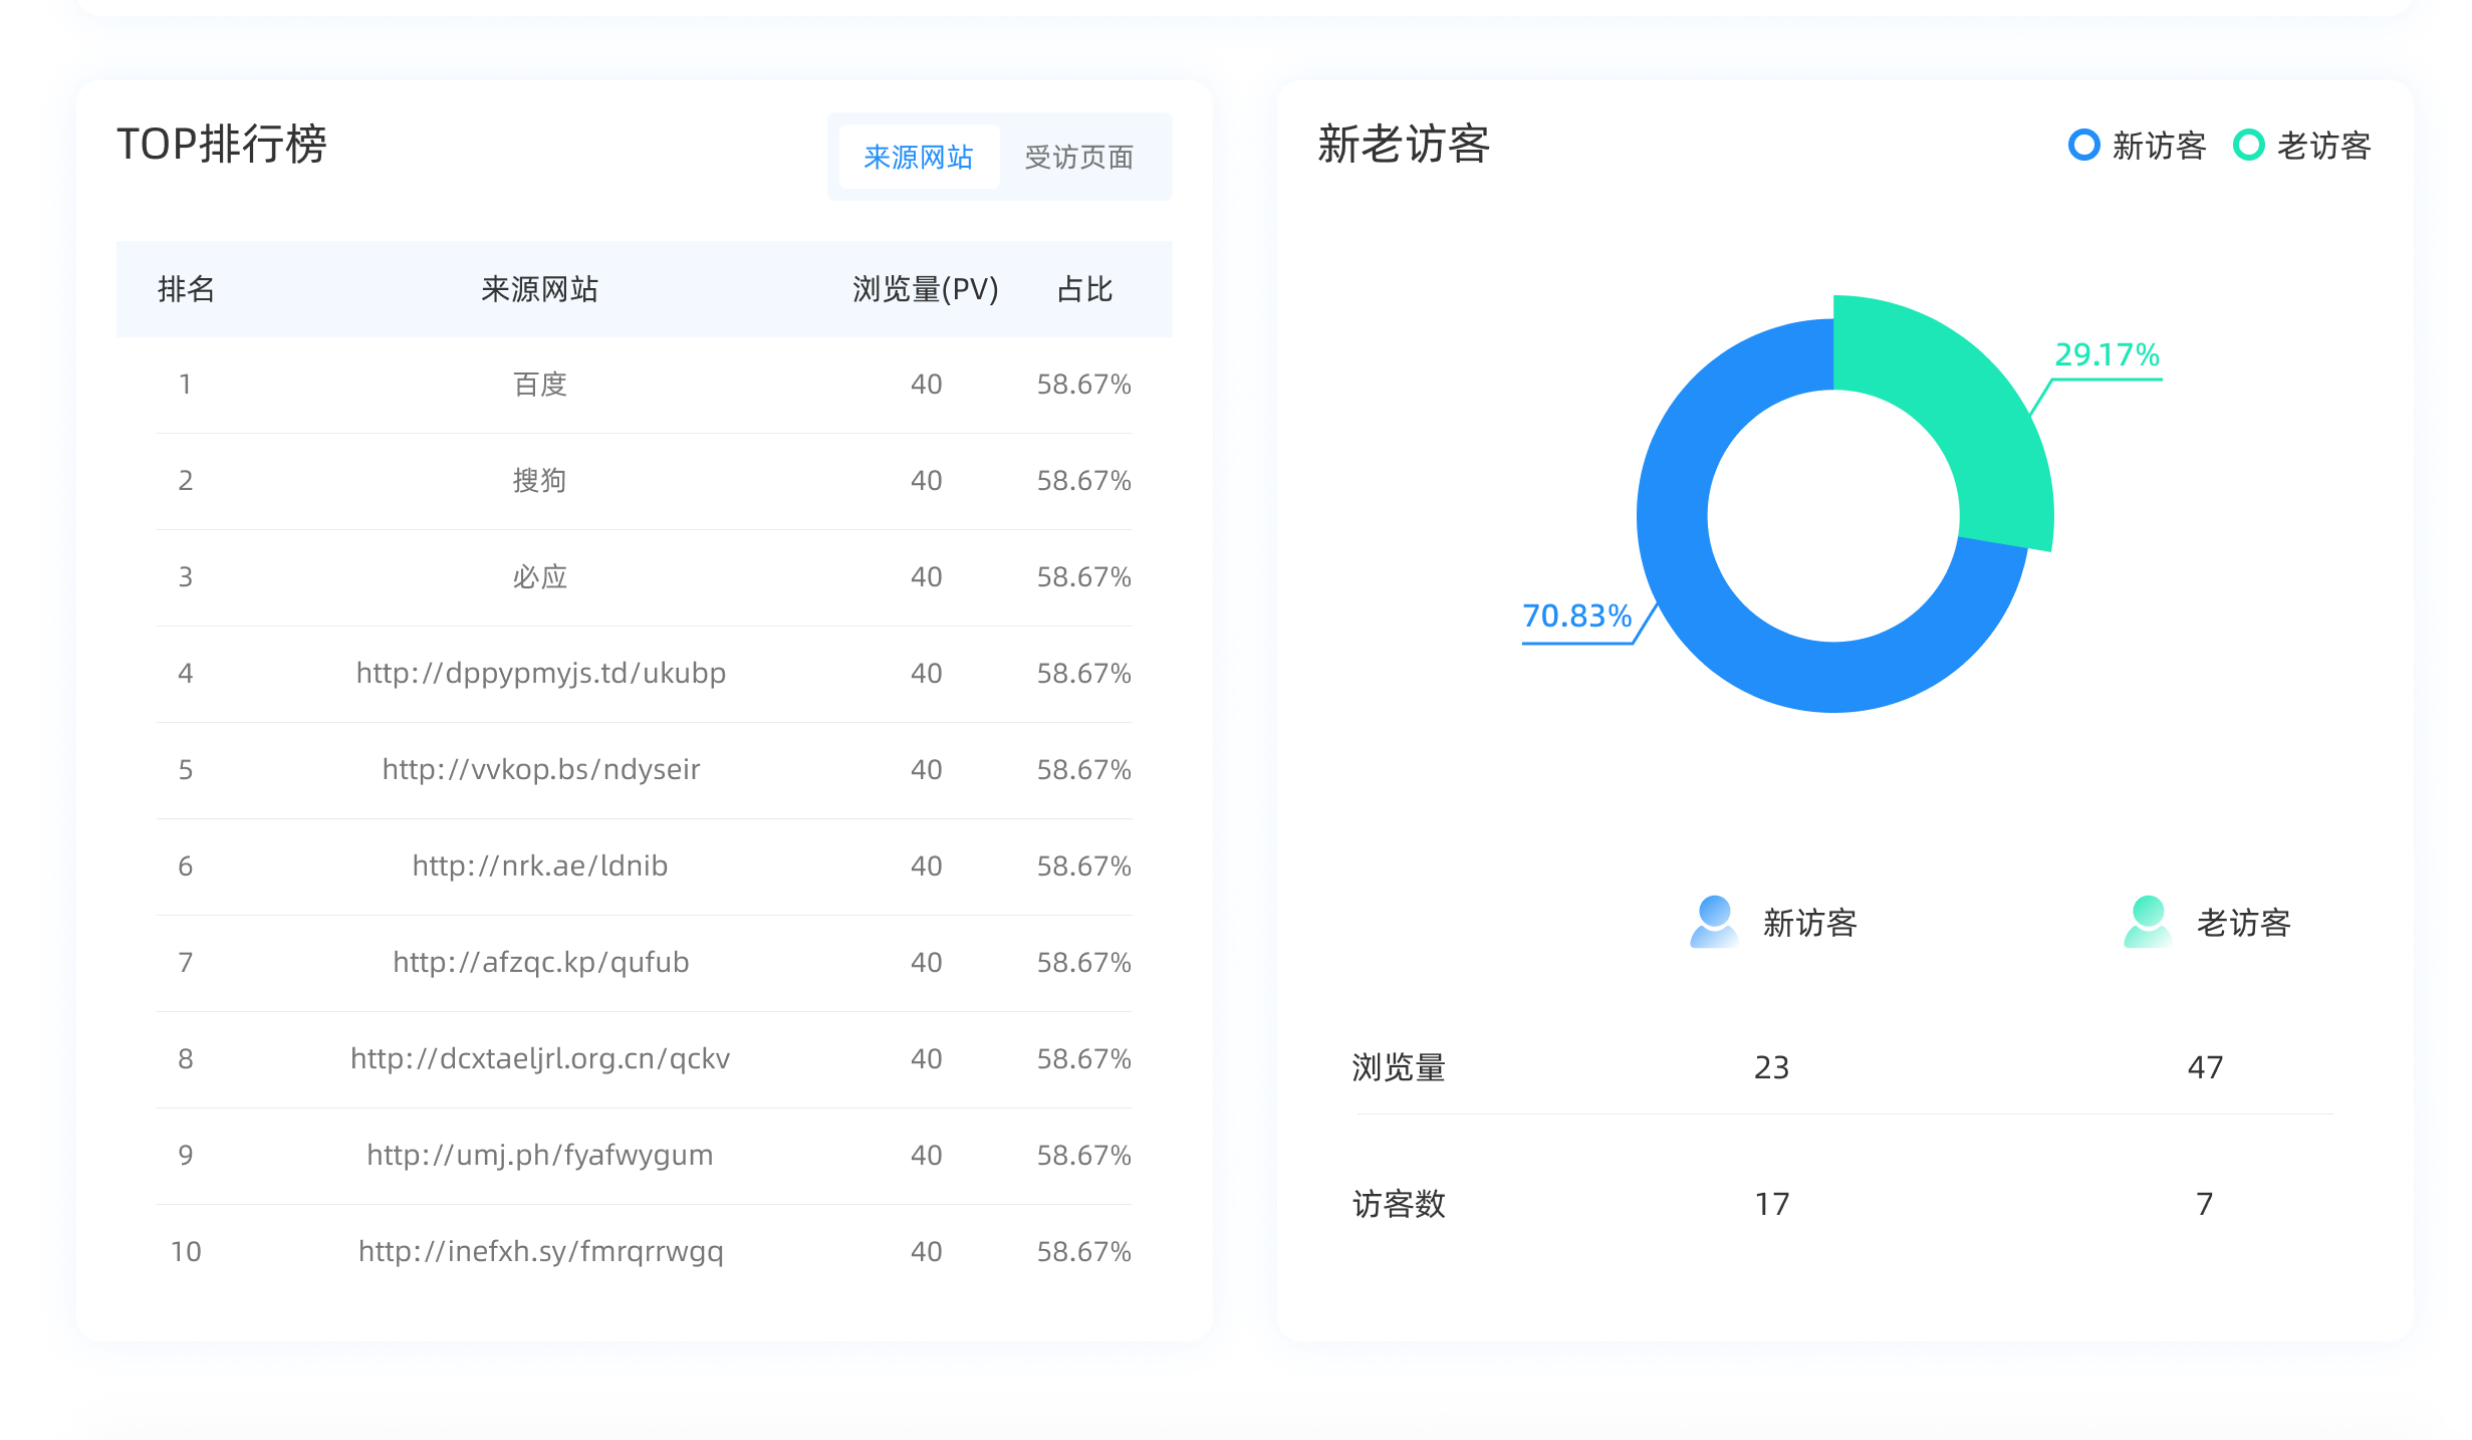 TOP排行榜
来源网站 受访页面
排名 来源网站 浏览量(PV) 占比
1 百度 40 58.67%
2 搜狗 40 58.67%
3 必应 40 58.67%
4 http://dppypmyjs.td/ukubp 40 58.67%
5 http://vvkop.bs/ndyseir 40 58.67%
6 http://nrk.ae/ldnib 40 58.67%
7 http://afzqc.kp/qufub 40 58.67%
8 http://dcxtaeljrl.org.cn/qckv 40 58.67%
9 http://umj.ph/fyafwygum 40 58.67%
10 http://inefxh.sy/fmrqrrwgq 40 58.67%
新老访客
新访客 老访客
29.17%
70.83%
新访客 老访客
浏览量 23 47
访客数 17 7